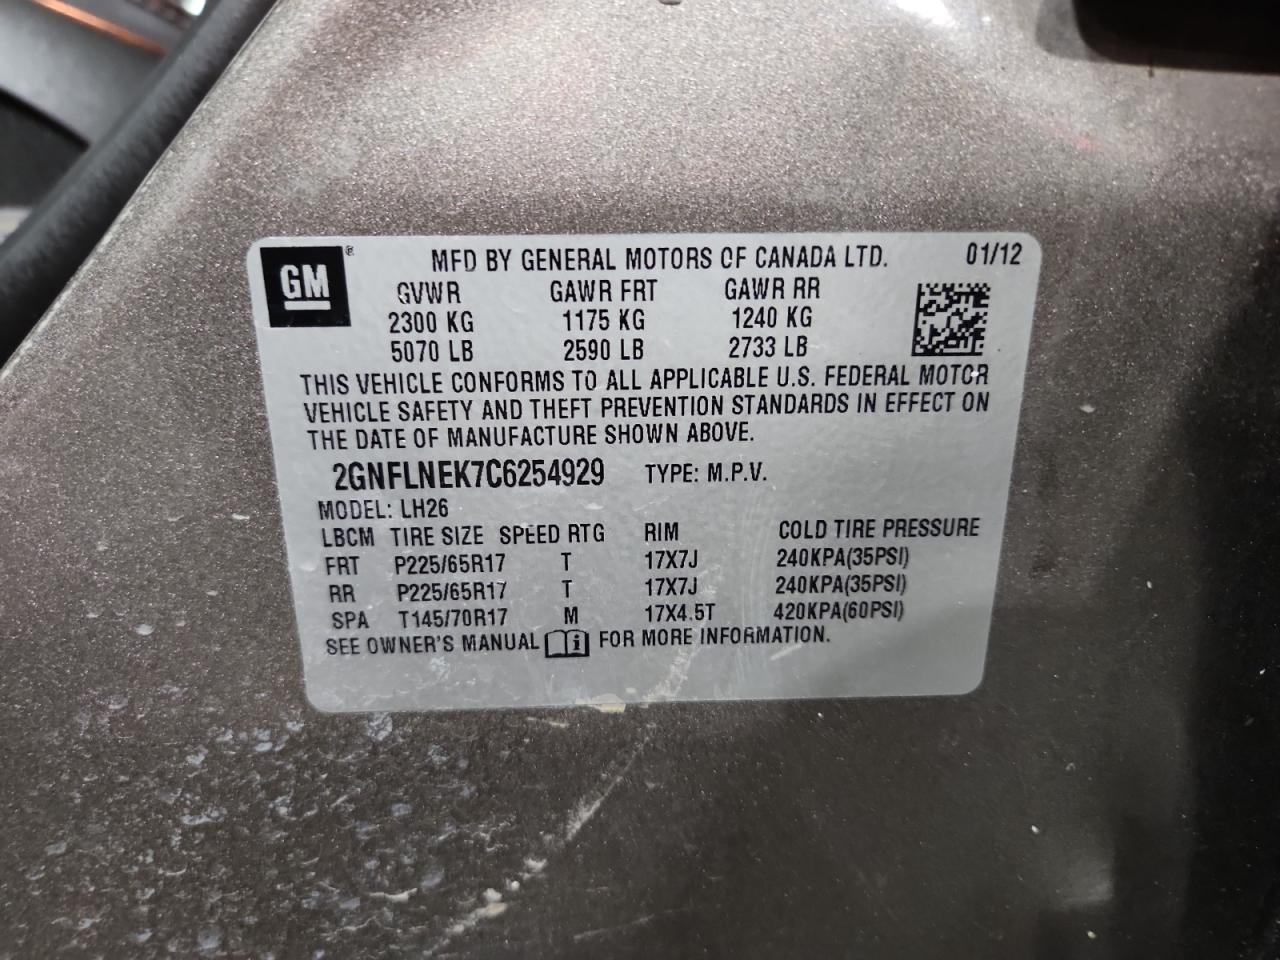 GM ® MFD BY GENERAL MOTORS OF CANADA LTD. 01/12
GVWR GAWR FRT GAWR RR
2300 KG 1175 KG 1240 KG
5070 LB 2590 LB 2733 LB
THIS VEHICLE CONFORMS TO ALL APPLICABLE U.S. FEDERAL MOTOR
VEHICLE SAFETY AND THEFT PREVENTION STANDARDS IN EFFECT ON
THE DATE OF MANUFACTURE SHOWN ABOVE.
2GNFLNEK7C6254929 TYPE: M.P.V.
MODEL: LH26
LBCM TIRE SIZE SPEED RTG RIM COLD TIRE PRESSURE
FRT P225/65R17 T 17X7J 240KPA(35PSI)
RR P225/65R17 T 17X7J 240KPA(35PSI)
SPA T145/70R17 M 17X4.5T 420KPA(60PSI)
SEE OWNER'S MANUAL i FOR MORE INFORMATION.